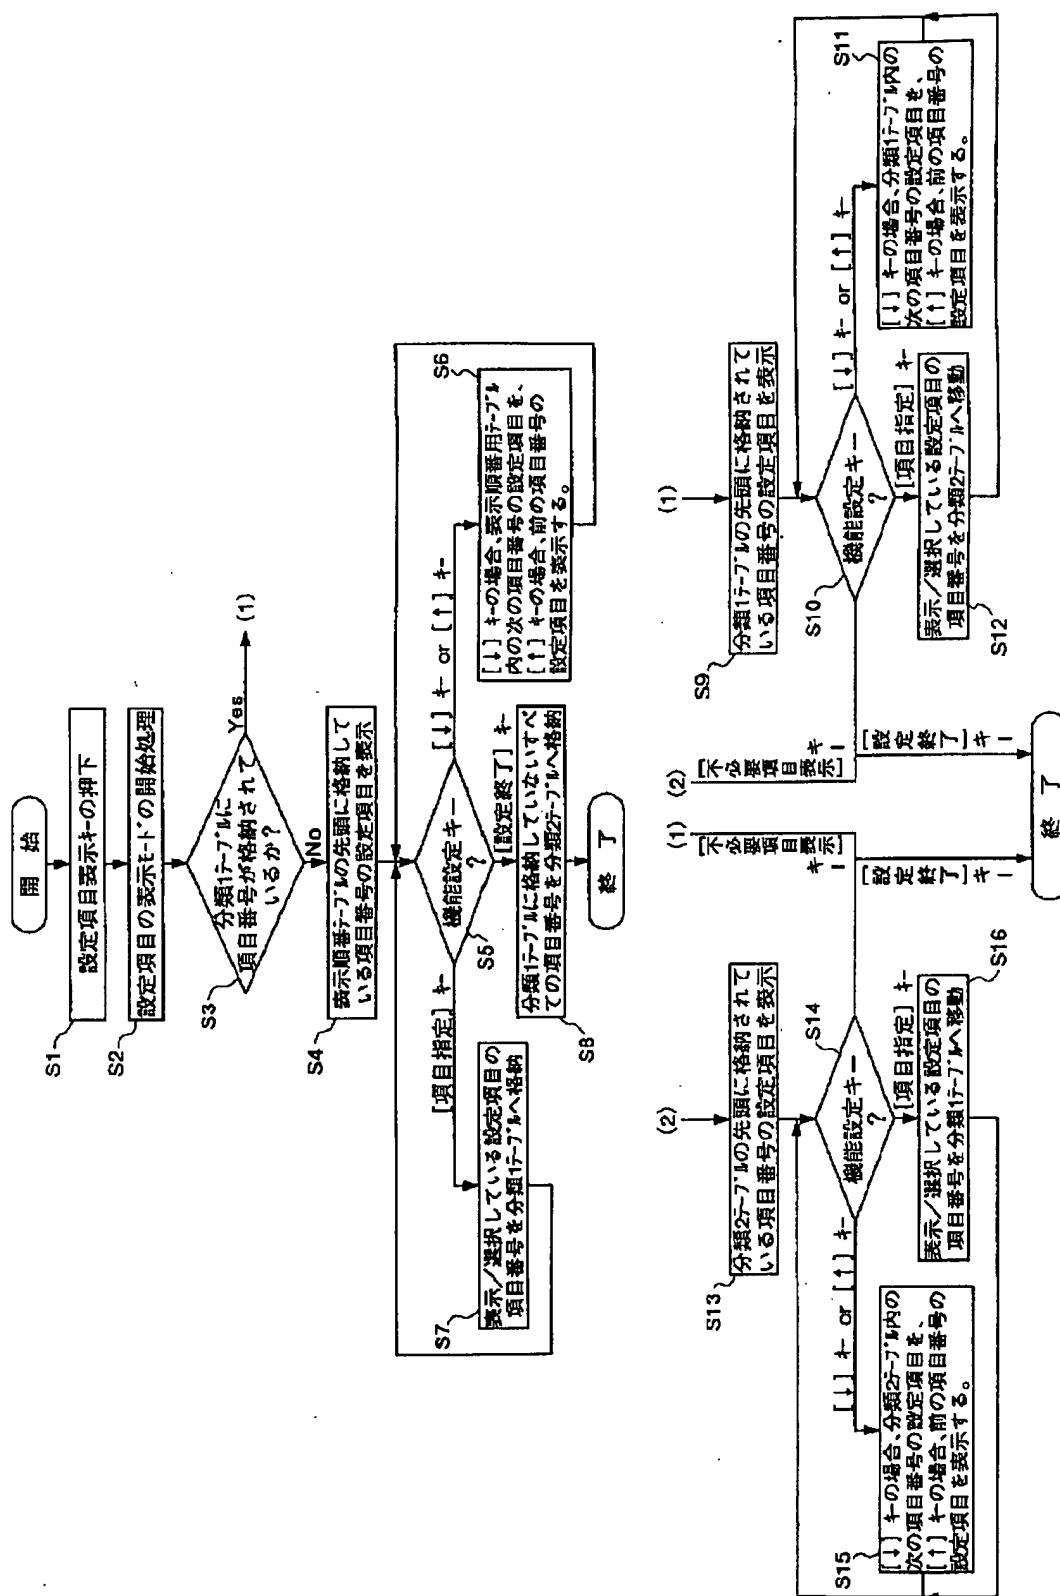 開 始
S1
設定項目表示キーの押下
S2
設定項目の表示モードの開始処理
S3
分類1テーブルに
項目番号が格納されて
いるか?
Yes
(1)
No
S4
表示順番テーブルの先頭に格納して
いる項目番号の設定項目を表示
S5
機能設定キー
?
[↓] キー or [↑] キー
S6
[↓] キーの場合、表示順番用テーブル
内の次の項目番号の設定項目を、
[↑] キーの場合、前の項目番号の
設定項目を表示する。
[項目指定] キー
S7
表示/選択している設定項目の
項目番号を分類1テーブルへ格納
[設定終了] キー
S8
分類1テーブルに格納していないすべ
ての項目番号を分類2テーブルへ格納
終 了
(1)
S9
分類1テーブルの先頭に格納されて
いる項目番号の設定項目を表示
S10
機能設定キー
?
[↓] キー or [↑] キー
S11
[↓] キーの場合、分類1テーブル内の
次の項目番号の設定項目を、
[↑] キーの場合、前の項目番号の
設定項目を表示する。
[項目指定] キー
S12
表示/選択している設定項目の
項目番号を分類2テーブルへ移動
(2)
[不必要項目表示]キー
[設定終了]キー
(2)
S13
分類2テーブルの先頭に格納されて
いる項目番号の設定項目を表示
S14
機能設定キー
?
[↓] キー or [↑] キー
S15
[↓] キーの場合、分類2テーブル内の
次の項目番号の設定項目を、
[↑] キーの場合、前の項目番号の
設定項目を表示する。
[項目指定] キー
S16
表示/選択している設定項目の
項目番号を分類1テーブルへ移動
(1)
[不必要項目表示]キー
[設定終了]キー
終 了